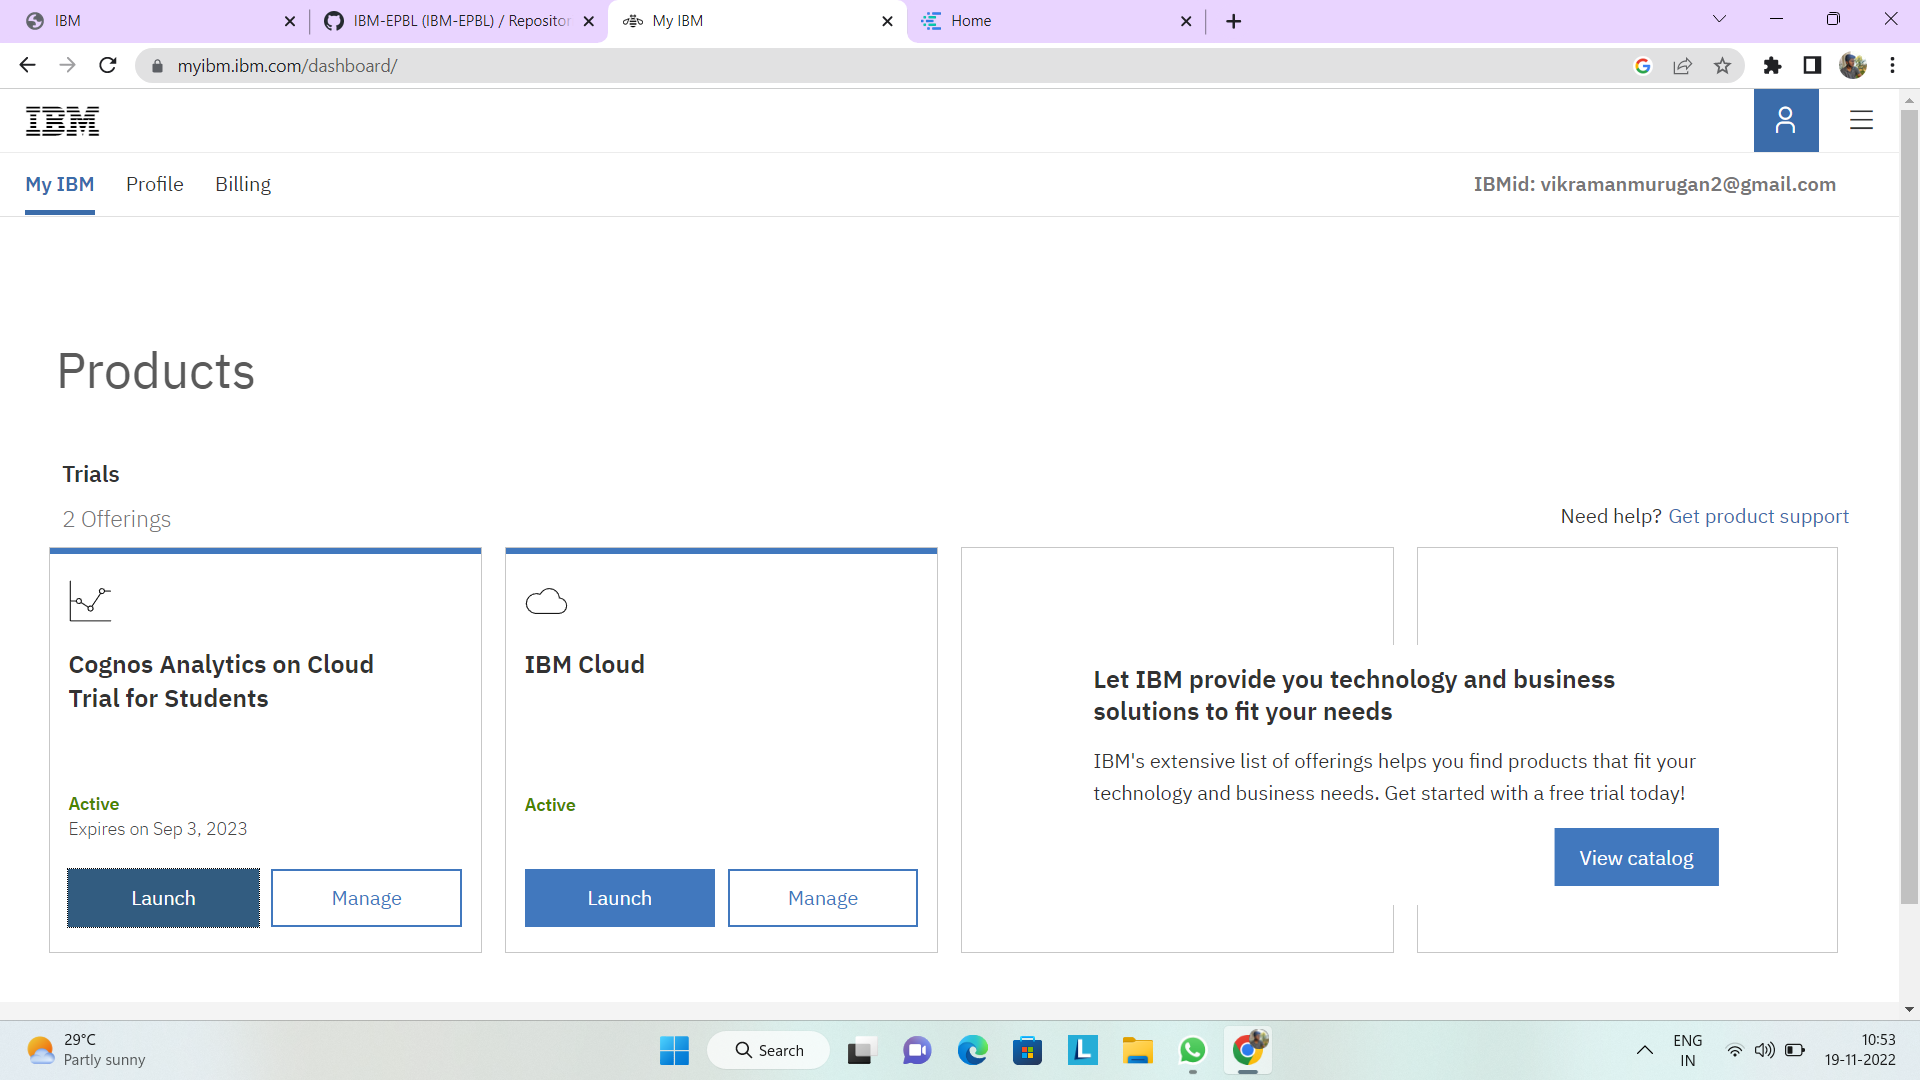 IBM
IBM-EPBL (IBM-EPBL) / Repositor
My IBM
Home
myibm.ibm.com/dashboard/
IBM
My IBM
Profile
Billing
IBMid: vikramanmurugan2@gmail.com
Products
Trials
2 Offerings
Need help? Get product support
Cognos Analytics on Cloud
Trial for Students
Active
Expires on Sep 3, 2023
Launch
Manage
IBM Cloud
Active
Launch
Manage
Let IBM provide you technology and business
solutions to fit your needs
IBM's extensive list of offerings helps you find products that fit your
technology and business needs. Get started with a free trial today!
View catalog
29°C
Partly sunny
Search
ENG
IN
10:53
19-11-2022